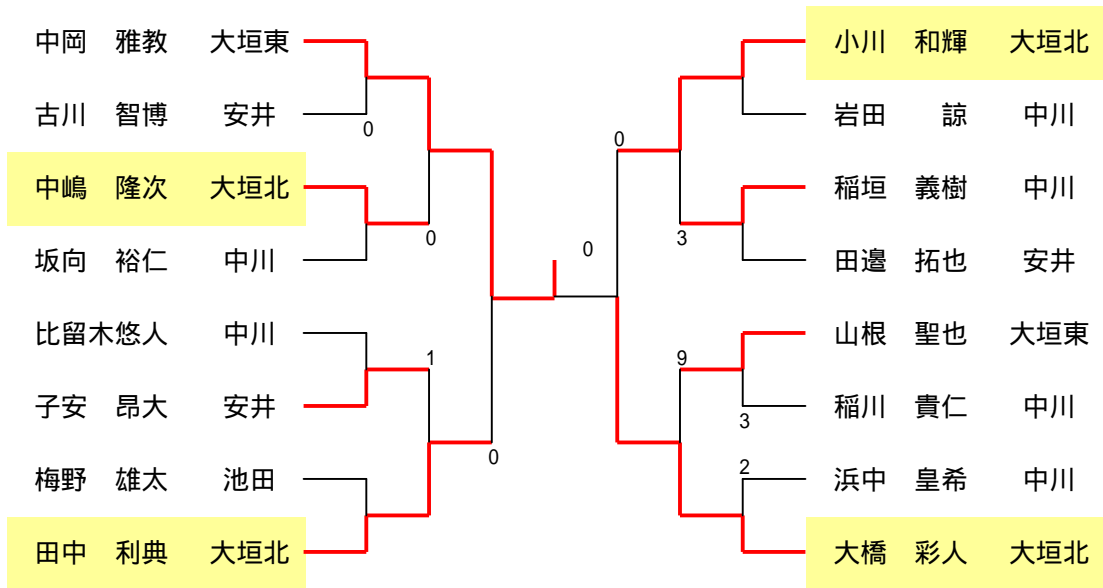 中岡 雅教 大垣東
古川 智博 安井
0
中嶋 隆次 大垣北
0
坂向 裕仁 中川
比留木悠人 中川
1
子安 昂大 安井
0
梅野 雄太 池田
田中 利典 大垣北
0
小川 和輝 大垣北
岩田 諒 中川
0
稲垣 義樹 中川
3
田邉 拓也 安井
山根 聖也 大垣東
9
稲川 貴仁 中川
3
2
浜中 皇希 中川
大橋 彩人 大垣北